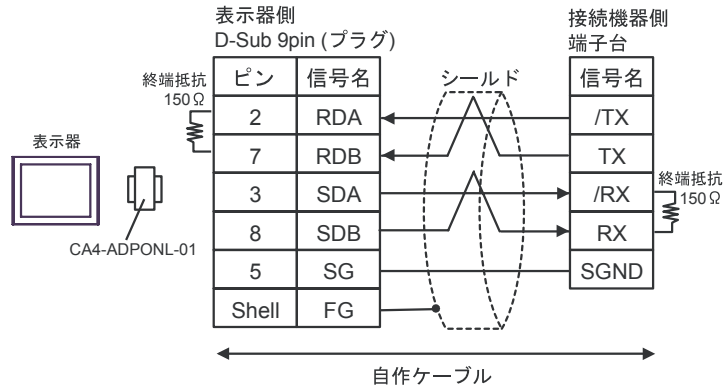 表示器側
D-Sub 9pin (プラグ)
接続機器側
端子台
終端抵抗
150Ω
ピン 信号名
シールド
信号名
2 RDA /TX
7 RDB TX
表示器
3 SDA /RX
終端抵抗
150Ω
8 SDB RX
CA4-ADPONL-01
5 SG SGND
Shell FG
自作ケーブル